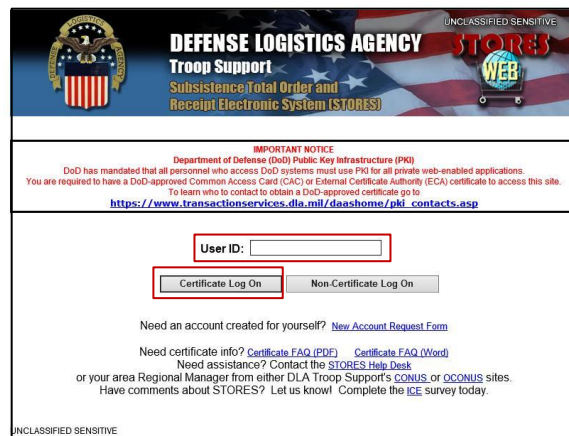 UNCLASSIFIED SENSITIVE
DEFENSE LOGISTICS AGENCY
DEFENSE LOGISTICS AGENCY
Troop Support
Subsistence Total Order and
Receipt Electronic System (STORES)
STORES
WEB
IMPORTANT NOTICE
Department of Defense (DoD) Public Key Infrastructure (PKI)
DoD has mandated that all personnel who access DoD systems must use PKI for all private web-enabled applications.
You are required to have a DoD-approved Common Access Card (CAC) or External Certificate Authority (ECA) certificate to access this site.
To learn who to contact to obtain a DoD-approved certificate go to
https://www.transactionservices.dla.mil/daashome/pki_contacts.asp
User ID:
Certificate Log On Non-Certificate Log On
Need an account created for yourself? New Account Request Form
Need certificate info? Certificate FAQ (PDF) Certificate FAQ (Word)
Need assistance? Contact the STORES Help Desk
or your area Regional Manager from either DLA Troop Support's CONUS or OCONUS sites.
Have comments about STORES? Let us know! Complete the ICE survey today.
UNCLASSIFIED SENSITIVE